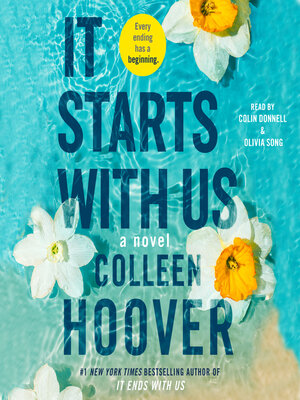 Every
ending
has a
beginning.
IT
STARTS
WITH US
READ BY
COLIN DONNELL
&
OLIVIA SONG
a novel
COLLEEN
HOOVER
#1 NEW YORK TIMES BESTSELLING AUTHOR OF
IT ENDS WITH US